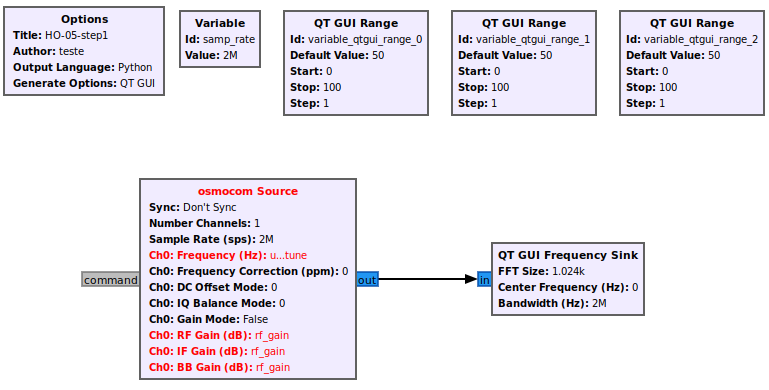 Options
Title: HO-05-step1
Author: teste
Output Language: Python
Generate Options: QT GUI
Variable
Id: samp_rate
Value: 2M
QT GUI Range
Id: variable_qtgui_range_0
Default Value: 50
Start: 0
Stop: 100
Step: 1
QT GUI Range
Id: variable_qtgui_range_1
Default Value: 50
Start: 0
Stop: 100
Step: 1
QT GUI Range
Id: variable_qtgui_range_2
Default Value: 50
Start: 0
Stop: 100
Step: 1
command
osmocom Source
Sync: Don't Sync
Number Channels: 1
Sample Rate (sps): 2M
Ch0: Frequency (Hz): u...tune
Ch0: Frequency Correction (ppm): 0
Ch0: DC Offset Mode: 0
Ch0: IQ Balance Mode: 0
Ch0: Gain Mode: False
Ch0: RF Gain (dB): rf_gain
Ch0: IF Gain (dB): rf_gain
Ch0: BB Gain (dB): rf_gain
out
in
QT GUI Frequency Sink
FFT Size: 1.024k
Center Frequency (Hz): 0
Bandwidth (Hz): 2M